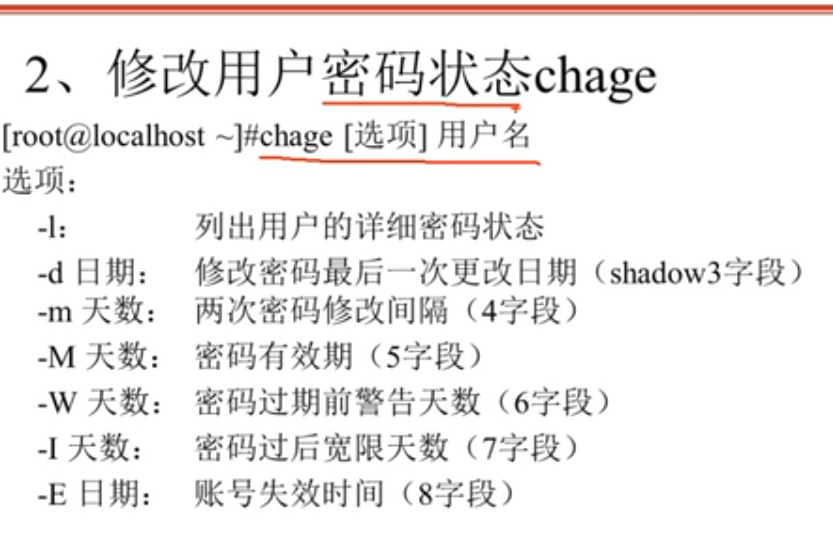 2、修改用户密码状态chage
[root@localhost ~]#chage [选项] 用户名
选项：
-l： 列出用户的详细密码状态
-d 日期： 修改密码最后一次更改日期（shadow3字段）
-m 天数： 两次密码修改间隔（4字段）
-M 天数： 密码有效期（5字段）
-W 天数： 密码过期前警告天数（6字段）
-I 天数： 密码过后宽限天数（7字段）
-E 日期： 账号失效时间（8字段）